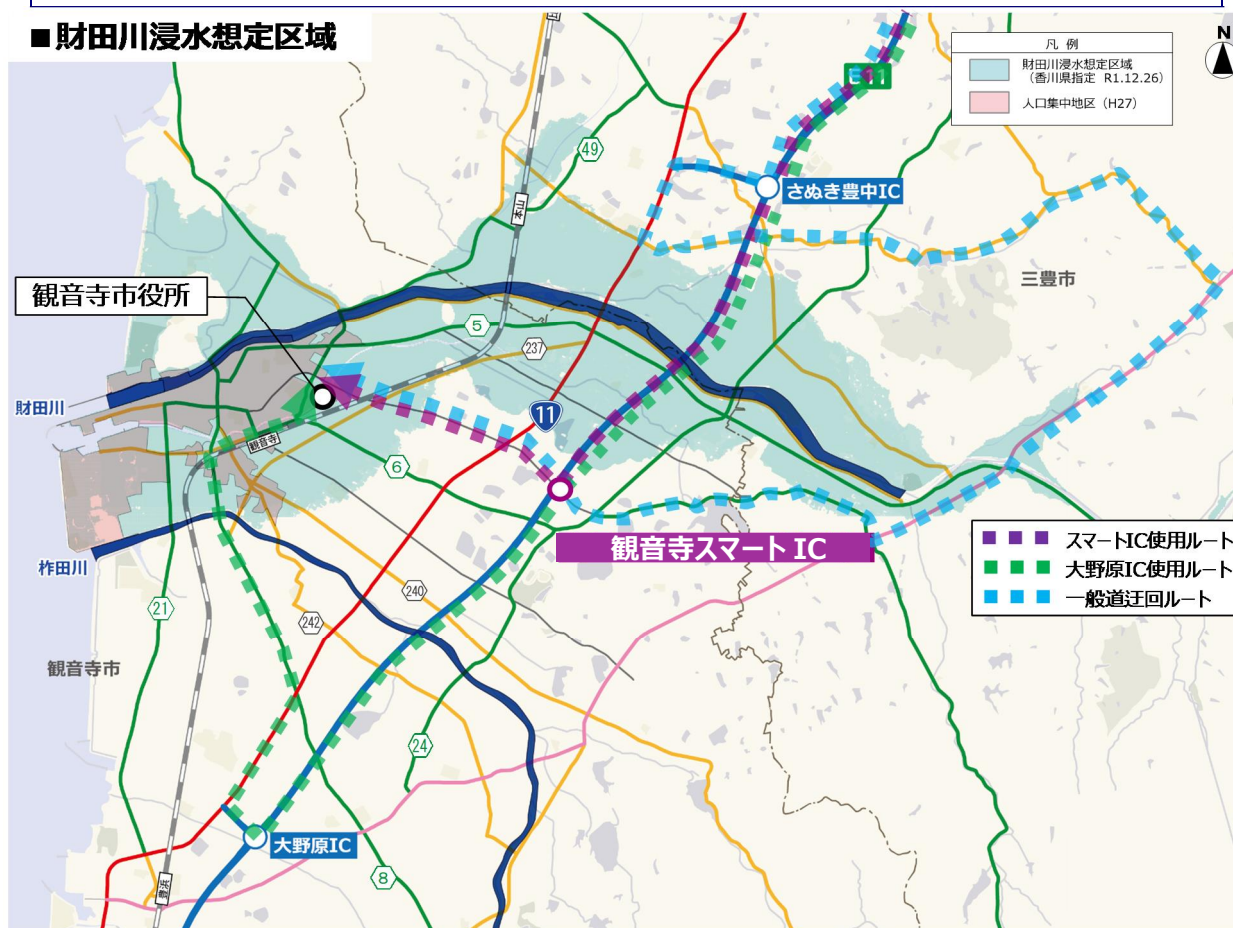 ■財田川浸水想定区域
N
凡 例
財田川浸水想定区域
（香川県指定 R1.12.26）
人口集中地区（H27）
49
さぬき豊中IC
本山
三豊市
観音寺市役所
5
237
財田川
11
観音寺
6
観音寺スマート IC
スマートIC使用ルート
大野原IC使用ルート
一般道迂回ルート
柞田川
21
240
242
観音寺市
24
大野原IC
8
豊浜